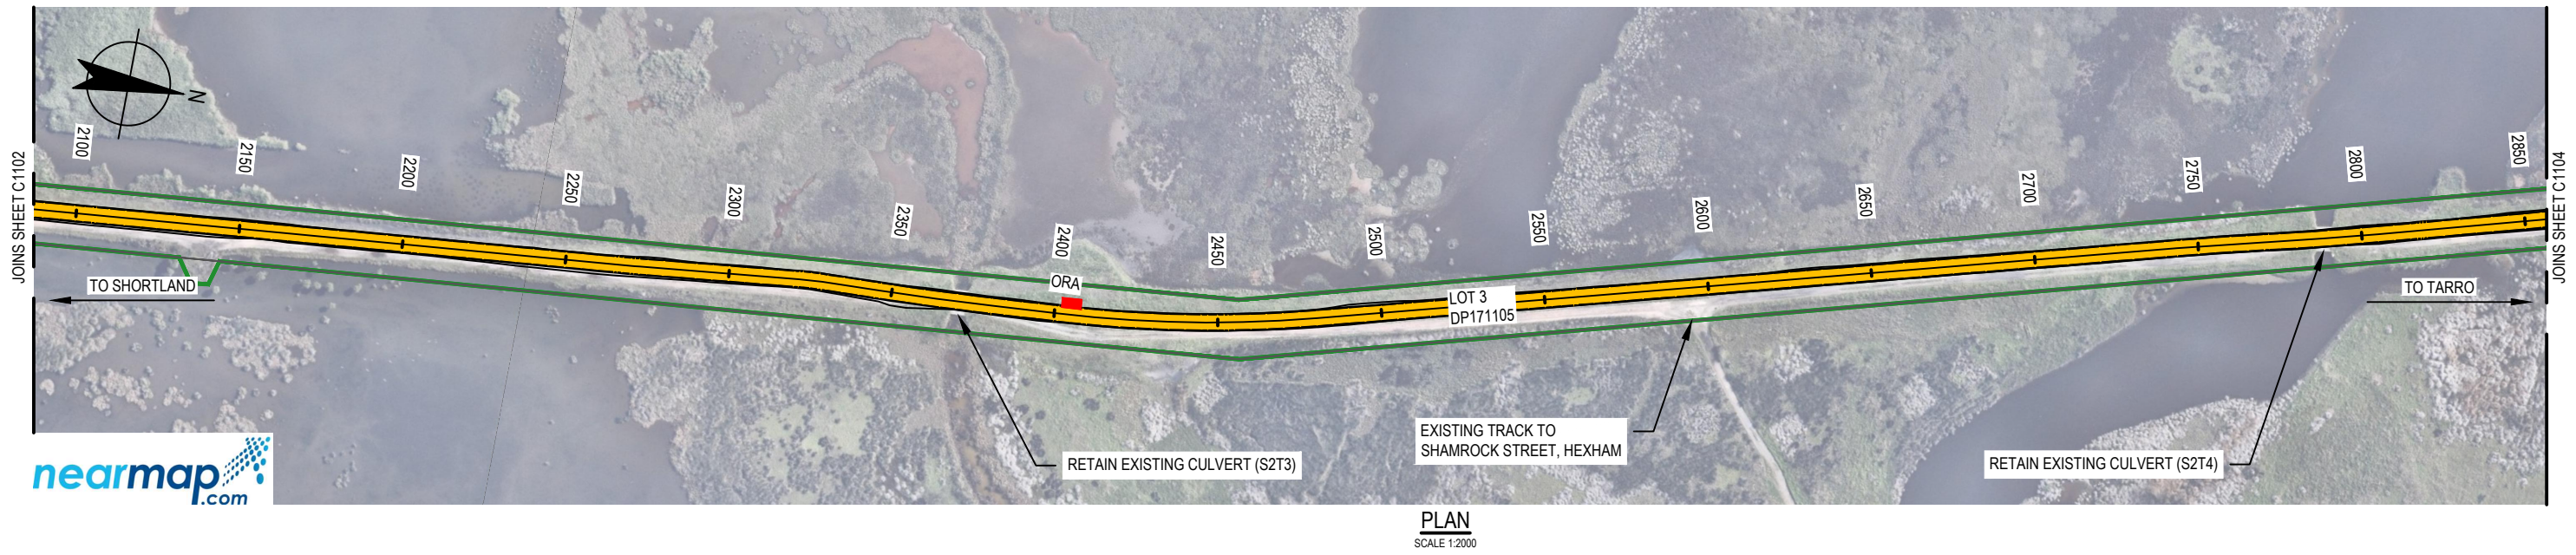 JOINS SHEET C1102
N
2100
2150
2200
2250
2300
2350
2400
2450
2500
2550
2600
2650
2700
2750
2800
2850
JOINS SHEET C1104
TO SHORTLAND
ORA
LOT 3
DP171105
TO TARRO
RETAIN EXISTING CULVERT (S2T3)
EXISTING TRACK TO
SHAMROCK STREET, HEXHAM
RETAIN EXISTING CULVERT (S2T4)
nearmap
.com
PLAN
SCALE 1:2000